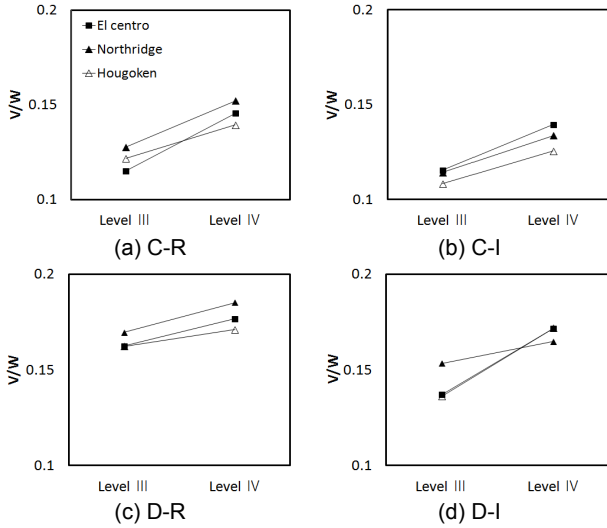 0.2
El centro
Northridge
Hougoken
V/W
0.15
0.1
Level Ⅲ Level Ⅳ
(a) C-R
0.2
V/W
0.15
0.1
Level Ⅲ Level Ⅳ
(b) C-I
0.2
V/W
0.15
0.1
Level Ⅲ Level Ⅳ
(c) D-R
0.2
V/W
0.15
0.1
Level Ⅲ Level Ⅳ
(d) D-I